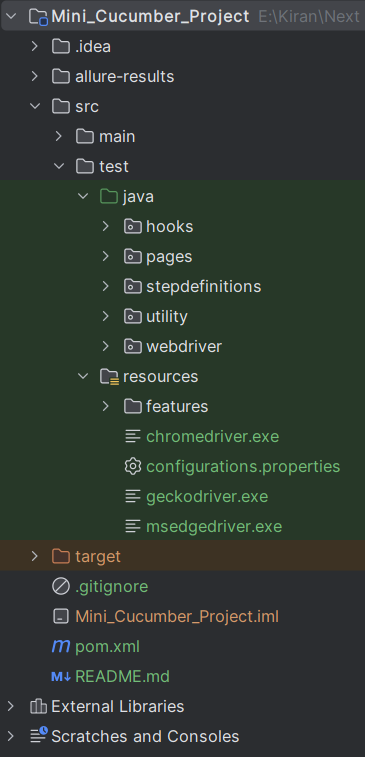 Mini_Cucumber_Project E:\Kiran\Next
.idea
allure-results
src
main
test
java
hooks
pages
stepdefinitions
utility
webdriver
resources
features
chromedriver.exe
configurations.properties
geckodriver.exe
msedgedriver.exe
target
.gitignore
Mini_Cucumber_Project.iml
m pom.xml
M↓ README.md
External Libraries
Scratches and Consoles